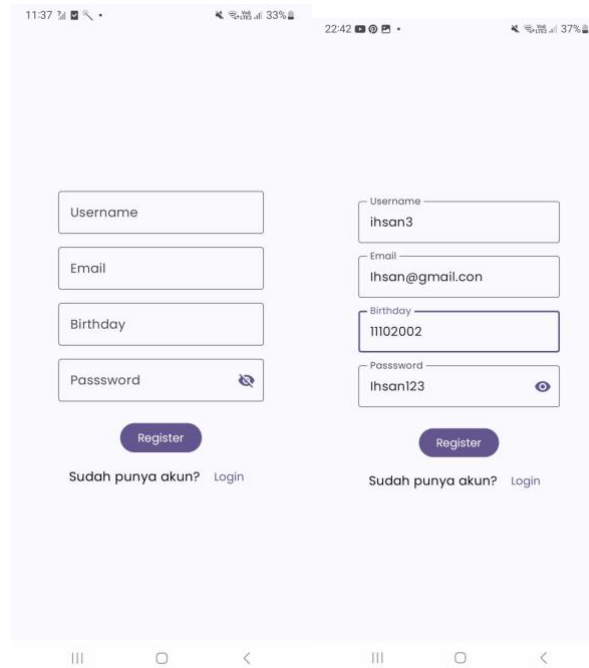 11:37
33%
Username
Email
Birthday
Passsword
Register
Sudah punya akun? Login
22:42
37%
Username
ihsan3
Email
Ihsan@gmail.con
Birthday
11102002
Passsword
Ihsan123
Register
Sudah punya akun? Login